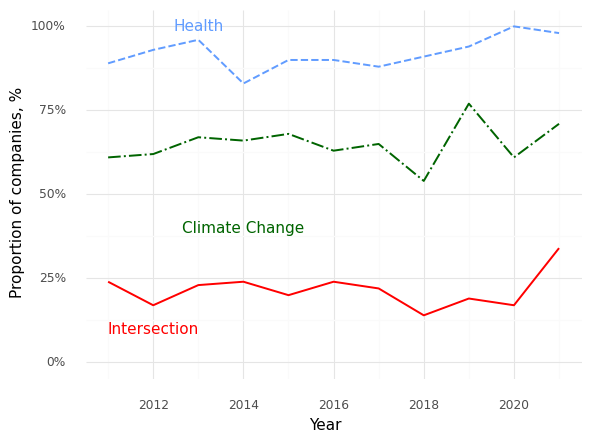 Proportion of companies, %
100%
75%
50%
25%
0%
Health
Climate Change
Intersection
2012 2014 2016 2018 2020
Year